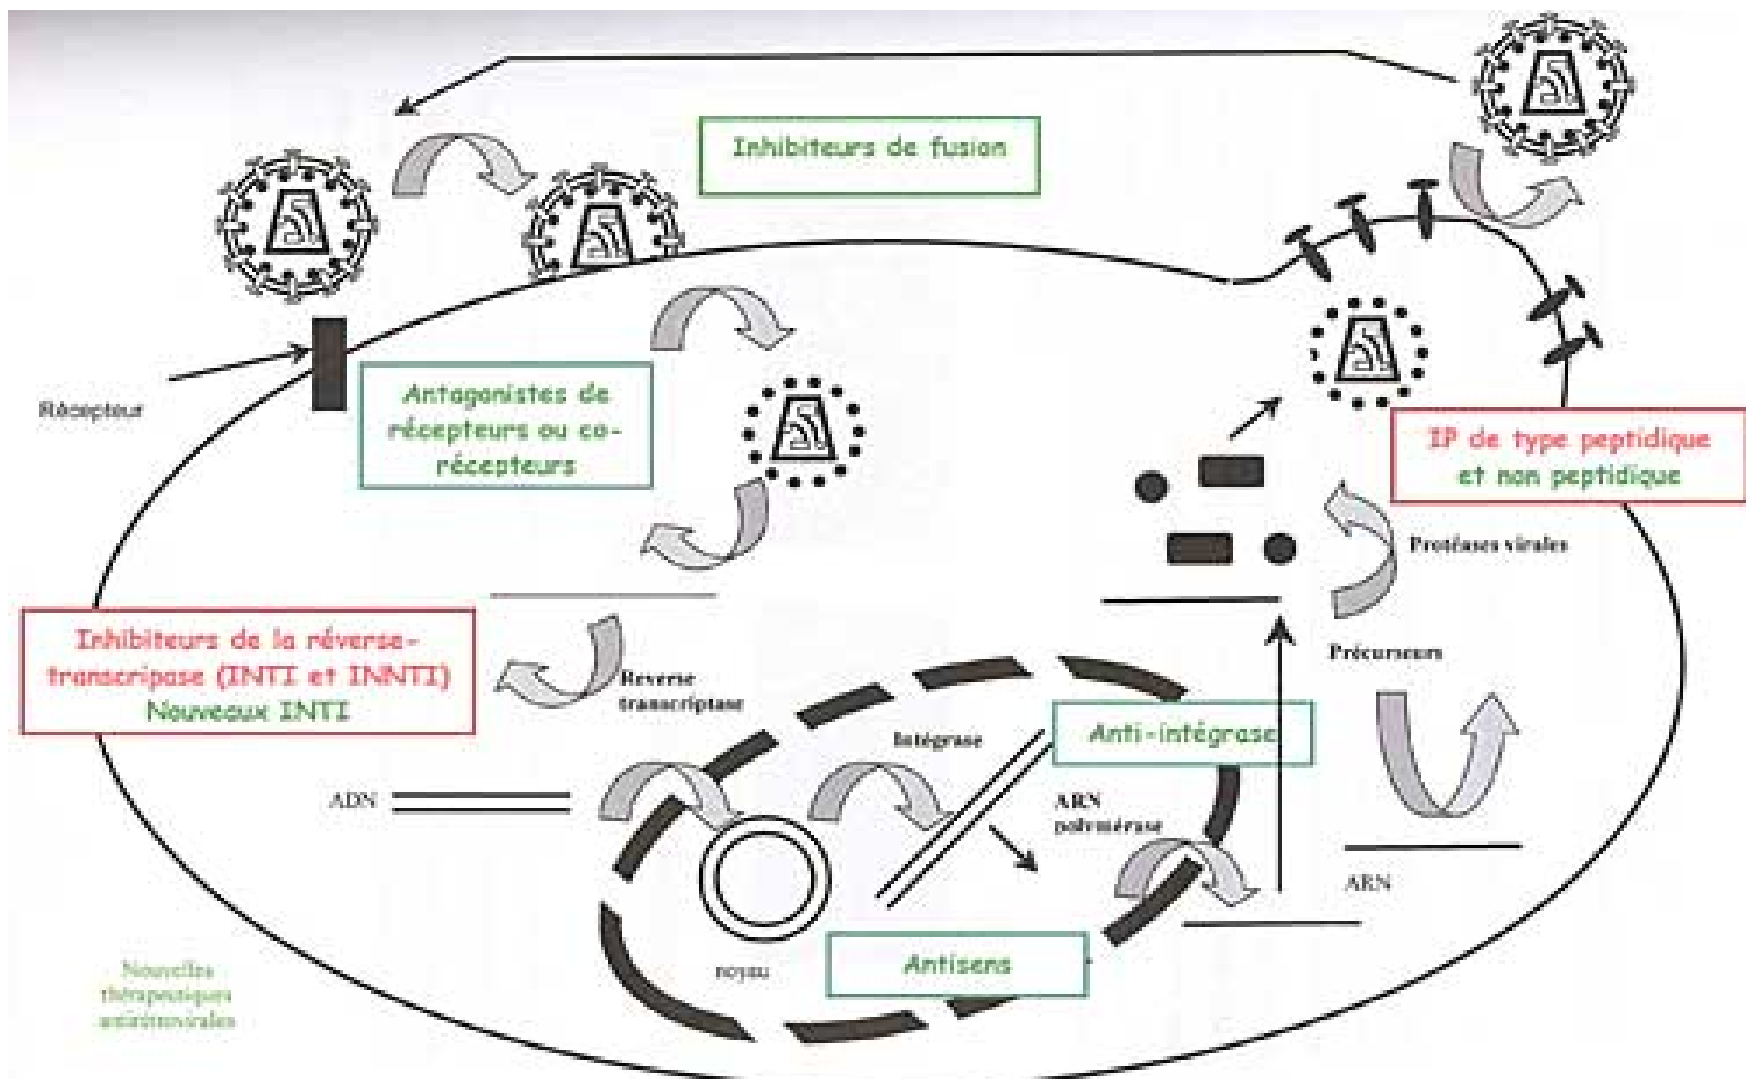 Inhibiteurs de fusion
Récepteur
Antagonistes de
récepteurs ou co-
récepteurs
IP de type peptidique
et non peptidique
Protéases virales
Inhibiteurs de la réverse-
transcripase (INTI et INNTI)
Nouveaux INTI
Reverse
transcriptase
Précurseurs
Intégrase
Anti-intégrase
ADN
ARN
polymérase
ARN
noyau
Antisens
Nouvelles
thérapeutiques
antirétrovirales